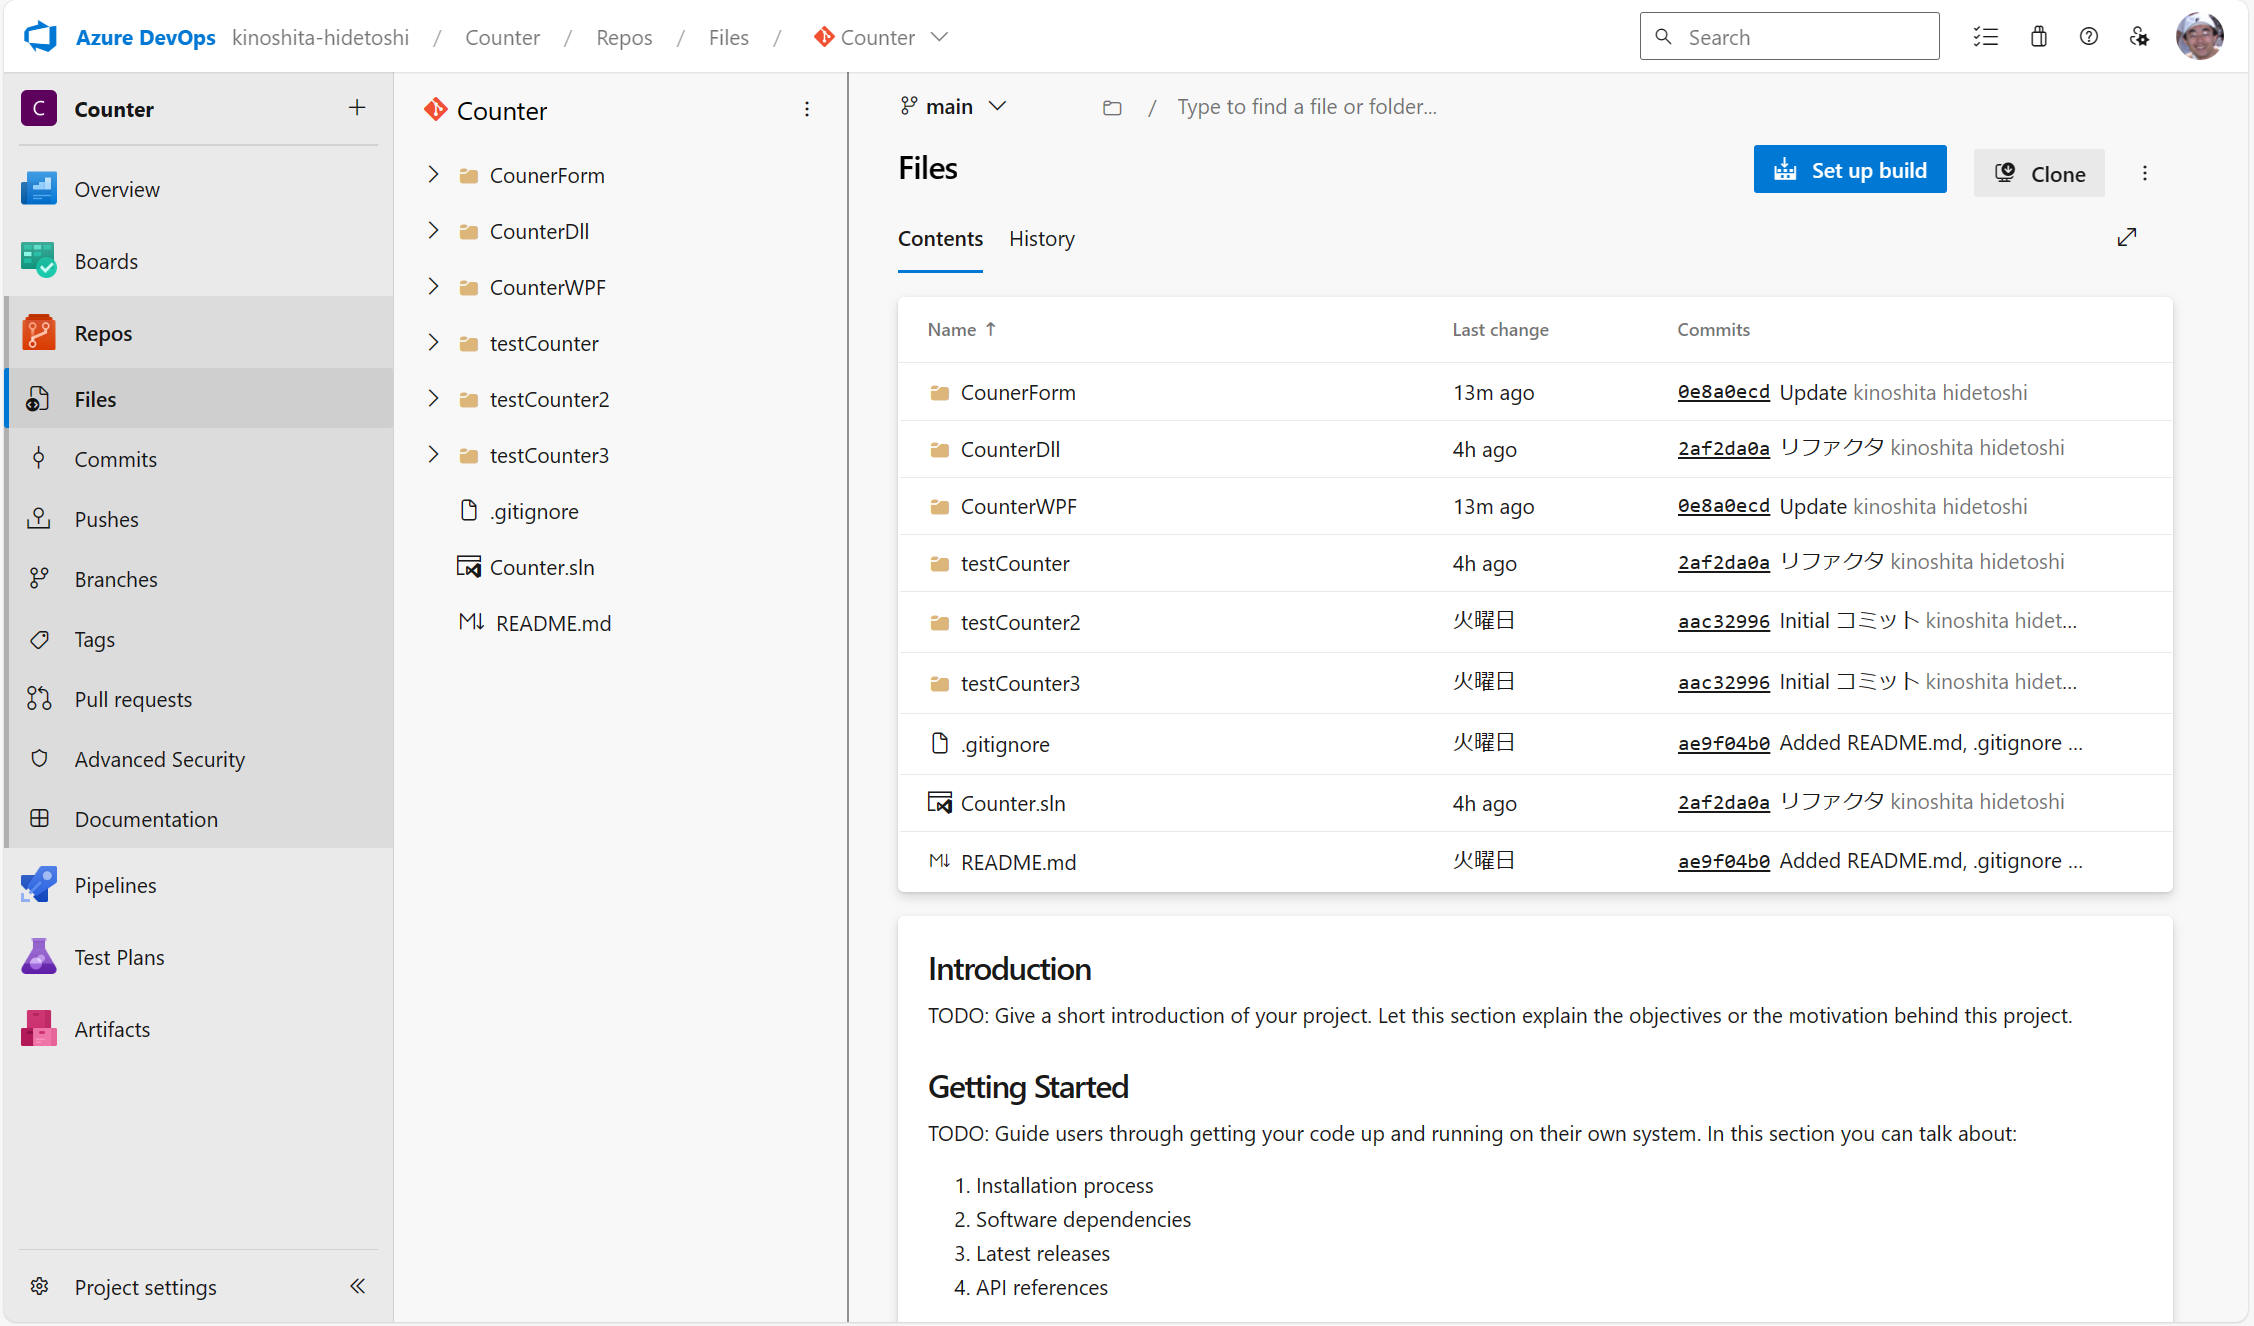 Azure DevOps kinoshita-hidetoshi / Counter / Repos / Files / Counter
Search
C Counter
Overview
Boards
Repos
Files
Commits
Pushes
Branches
Tags
Pull requests
Advanced Security
Documentation
Pipelines
Test Plans
Artifacts
Project settings
Counter
CounerForm
CounterDll
CounterWPF
testCounter
testCounter2
testCounter3
.gitignore
Counter.sln
M↓ README.md
main / Type to find a file or folder...
Files
Set up build
Clone
Contents History
Name ↑ Last change Commits
CounerForm 13m ago 0e8a0ecd Update kinoshita hidetoshi
CounterDll 4h ago 2af2da0a リファクタ kinoshita hidetoshi
CounterWPF 13m ago 0e8a0ecd Update kinoshita hidetoshi
testCounter 4h ago 2af2da0a リファクタ kinoshita hidetoshi
testCounter2 火曜日 aac32996 Initial コミット kinoshita hidet...
testCounter3 火曜日 aac32996 Initial コミット kinoshita hidet...
.gitignore 火曜日 ae9f04b0 Added README.md, .gitignore ...
Counter.sln 4h ago 2af2da0a リファクタ kinoshita hidetoshi
M↓ README.md 火曜日 ae9f04b0 Added README.md, .gitignore ...
Introduction
TODO: Give a short introduction of your project. Let this section explain the objectives or the motivation behind this project.
Getting Started
TODO: Guide users through getting your code up and running on their own system. In this section you can talk about:
1. Installation process
2. Software dependencies
3. Latest releases
4. API references